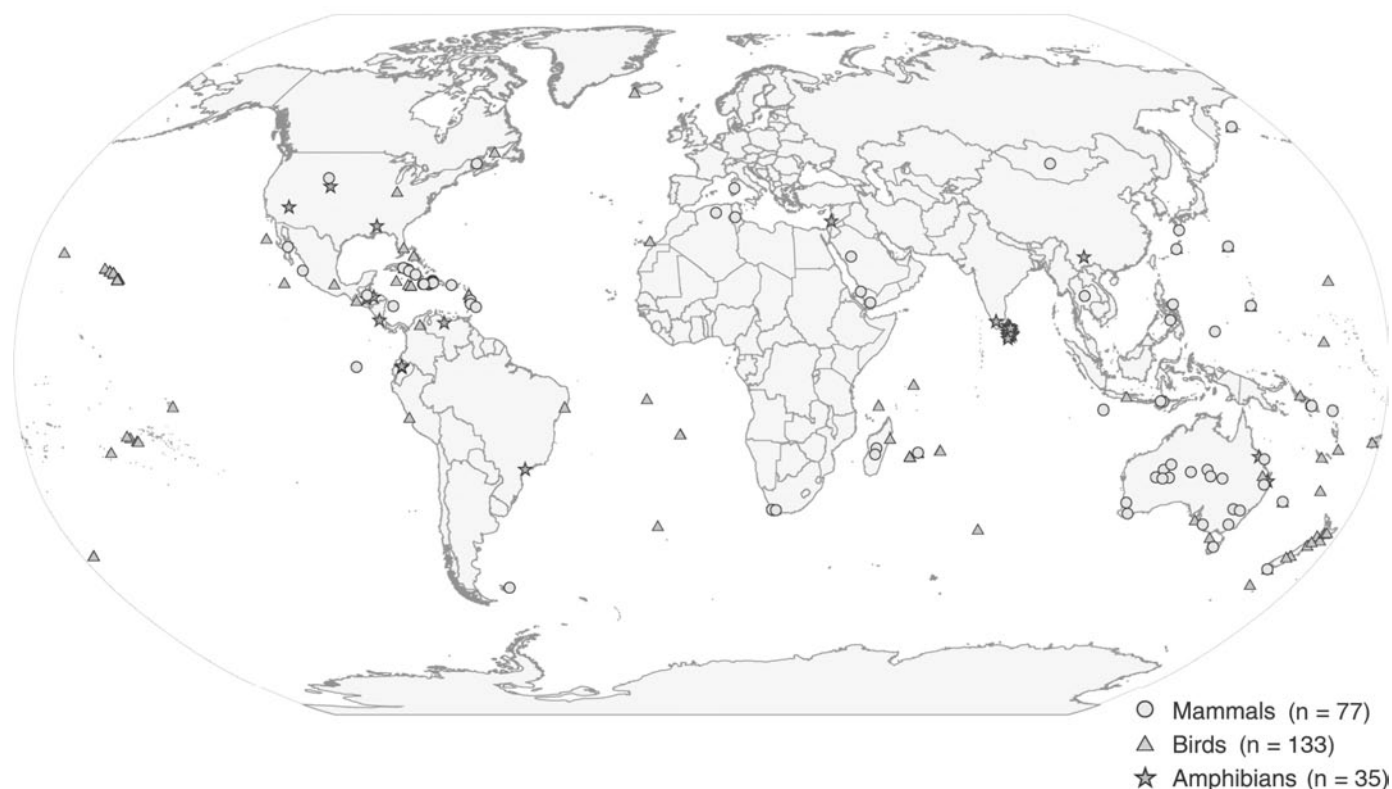 Mammals (n = 77)
Birds (n = 133)
Amphibians (n = 35)